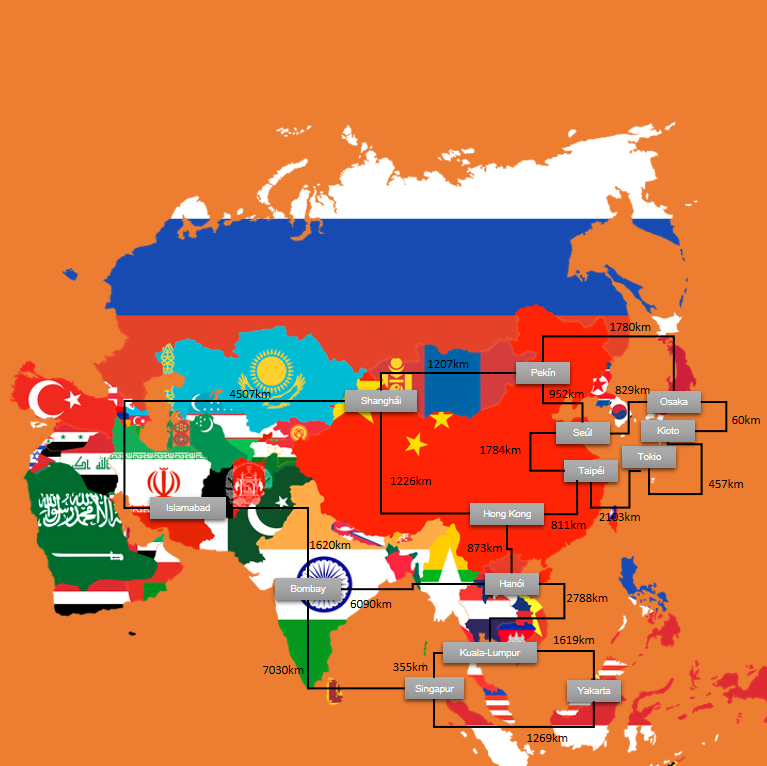 1780km
1207km
Pekín
4507km
Shanghái
952km
829km
Osaka
60km
Seúl
Kioto
1784km
Tokio
Taipéi
457km
1226km
Islamabad
Hong Kong
811km
2103km
1620km
873km
Bombay
Hanói
6090km
2788km
1619km
Kuala-Lumpur
355km
7030km
Singapur
Yakarta
1269km